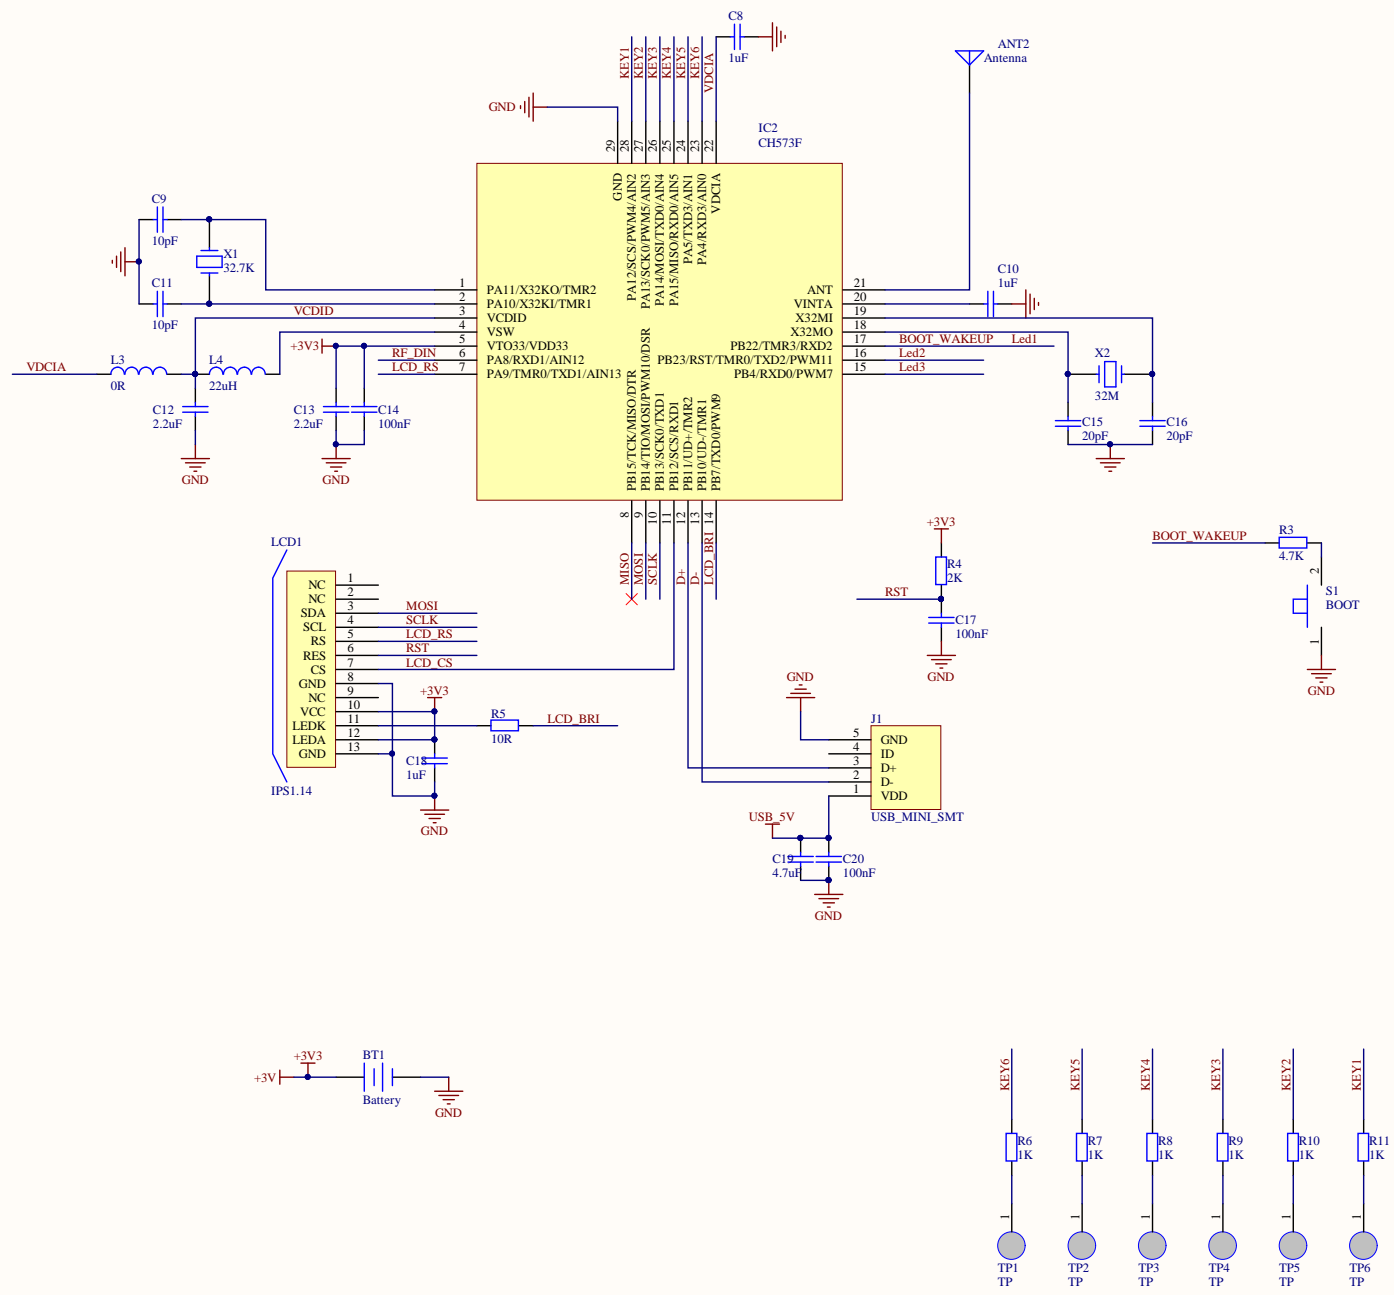 C8
1uF
KEY1
KEY2
KEY3
KEY4
KEY5
KEY6
VDCIA
ANT2
Antenna
GND
IC2
CH573F
29
28
27
26
25
24
23
22
GND
PA12/SCS/PWM4/AIN2
PA13/SCK0/PWM5/AIN3
PA14/MOSI/TXD0/AIN4
PA15/MISO/RXD0/AIN5
PA5/TXD3/AIN1
PA4/RXD3/AIN0
VDCIA
C9
10pF
X1
32.7K
C11
10pF
VCDID
1
2
3
4
5
6
7
PA11/X32KO/TMR2
PA10/X32KI/TMR1
VCDID
VSW
VTO33/VDD33
PA8/RXD1/AIN12
PA9/TMR0/TXD1/AIN13
+3V3
RF_DIN
LCD_RS
VDCIA
L3
0R
L4
22uH
C12
2.2uF
GND
C13
2.2uF
C14
100nF
GND
ANT
VINTA
X32MI
X32MO
PB22/TMR3/RXD2
PB23/RST/TMR0/TXD2/PWM11
PB4/RXD0/PWM7
21
20
19
18
17
16
15
C10
1uF
BOOT_WAKEUP Led1
Led2
Led3
X2
32M
C15
20pF
C16
20pF
PB15/TCK/MISO/DTR
PB14/TIO/MOSI/PWM10/DSR
PB13/SCK0/TXD1
PB12/SCS/RXD1
PB11/UD+/TMR2
PB10/UD-/TMR1
PB7/TXD0/PWM9
8
9
10
11
12
13
14
MISO
MOSI
SCLK
D+
D-
LCD_BRI
LCD1
NC
NC
SDA
SCL
RS
RES
CS
GND
NC
VCC
LEDK
LEDA
GND
1
2
3
4
5
6
7
8
9
10
11
12
13
IPS1.14
MOSI
SCLK
LCD_RS
RST
LCD_CS
+3V3
R5
10R
LCD_BRI
C18
1uF
GND
+3V3
R4
2K
RST
C17
100nF
GND
BOOT_WAKEUP
R3
4.7K
2
S1
BOOT
1
GND
GND
J1
5
4
3
2
1
GND
ID
D+
D-
VDD
USB_MINI_SMT
USB_5V
C19
4.7uF
C20
100nF
GND
+3V
+3V3
BT1
Battery
GND
KEY6
KEY5
KEY4
KEY3
KEY2
KEY1
R6
1K
R7
1K
R8
1K
R9
1K
R10
1K
R11
1K
1
1
1
1
1
1
TP1
TP
TP2
TP
TP3
TP
TP4
TP
TP5
TP
TP6
TP